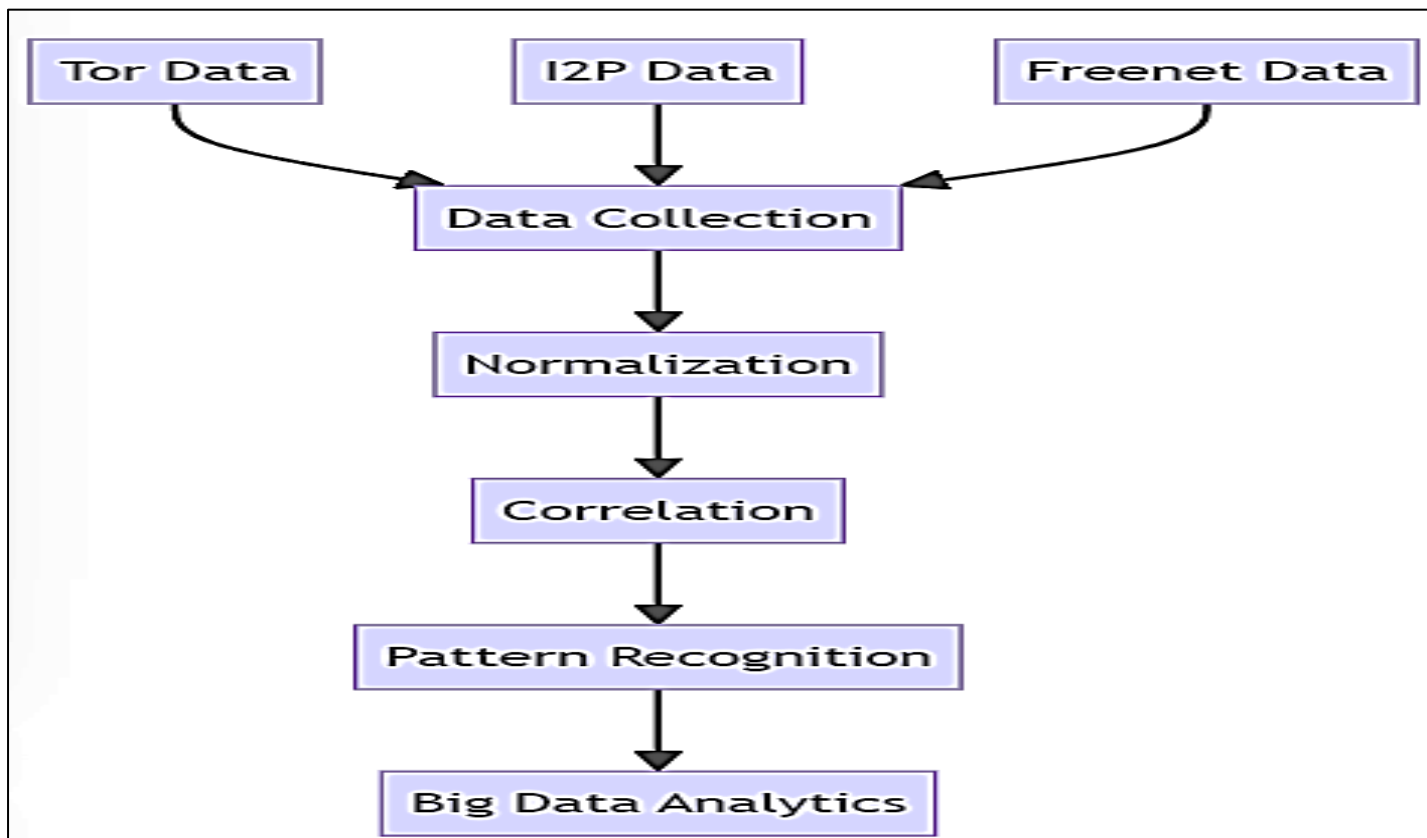 Tor Data
I2P Data
Freenet Data
Data Collection
Normalization
Correlation
Pattern Recognition
Big Data Analytics